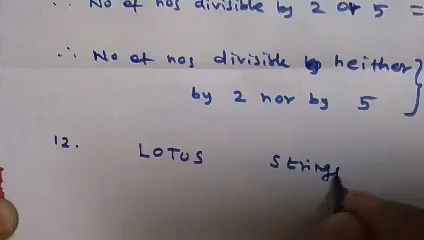 ∴ No of nos divisible by 2 or 5 =
∴ No of nos divisible by neither
by 2 nor by 5
12. LOTUS strings